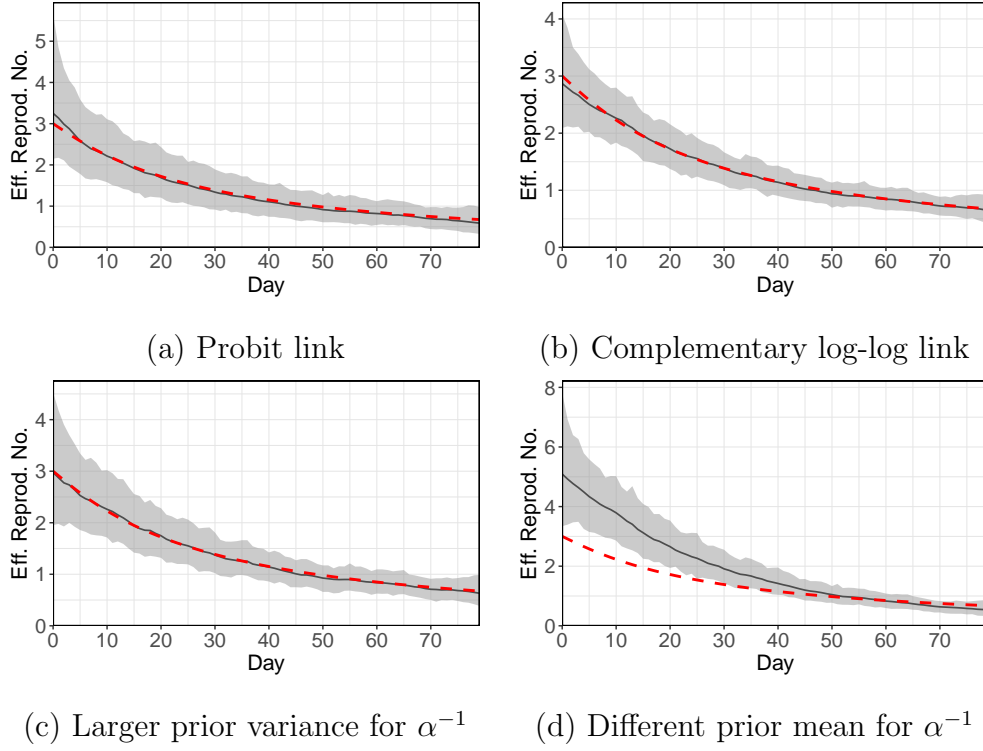 Eff. Reprod. No.
5
4
3
2
1
0
0 10 20 30 40 50 60 70
Day
(a) Probit link
Eff. Reprod. No.
4
3
2
1
0
0 10 20 30 40 50 60 70
Day
(b) Complementary log-log link
Eff. Reprod. No.
4
3
2
1
0
0 10 20 30 40 50 60 70
Day
(c) Larger prior variance for α⁻¹
Eff. Reprod. No.
8
6
4
2
0
0 10 20 30 40 50 60 70
Day
(d) Different prior mean for α⁻¹